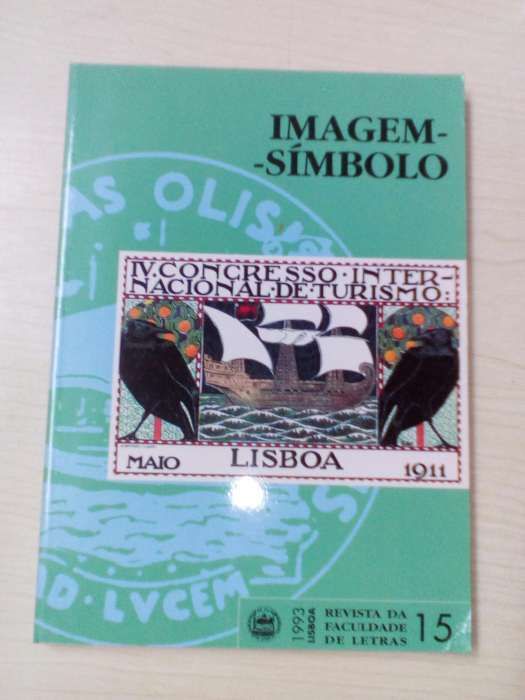 IMAGEM-
-SÍMBOLO
AS OLIS
IV. CONGRESSO · INTER-
NACIONAL · DE · TURISMO:
MAIO LISBOA 1911
AD · LVCEM
1993
LISBOA
REVISTA DA
FACULDADE
DE LETRAS
15